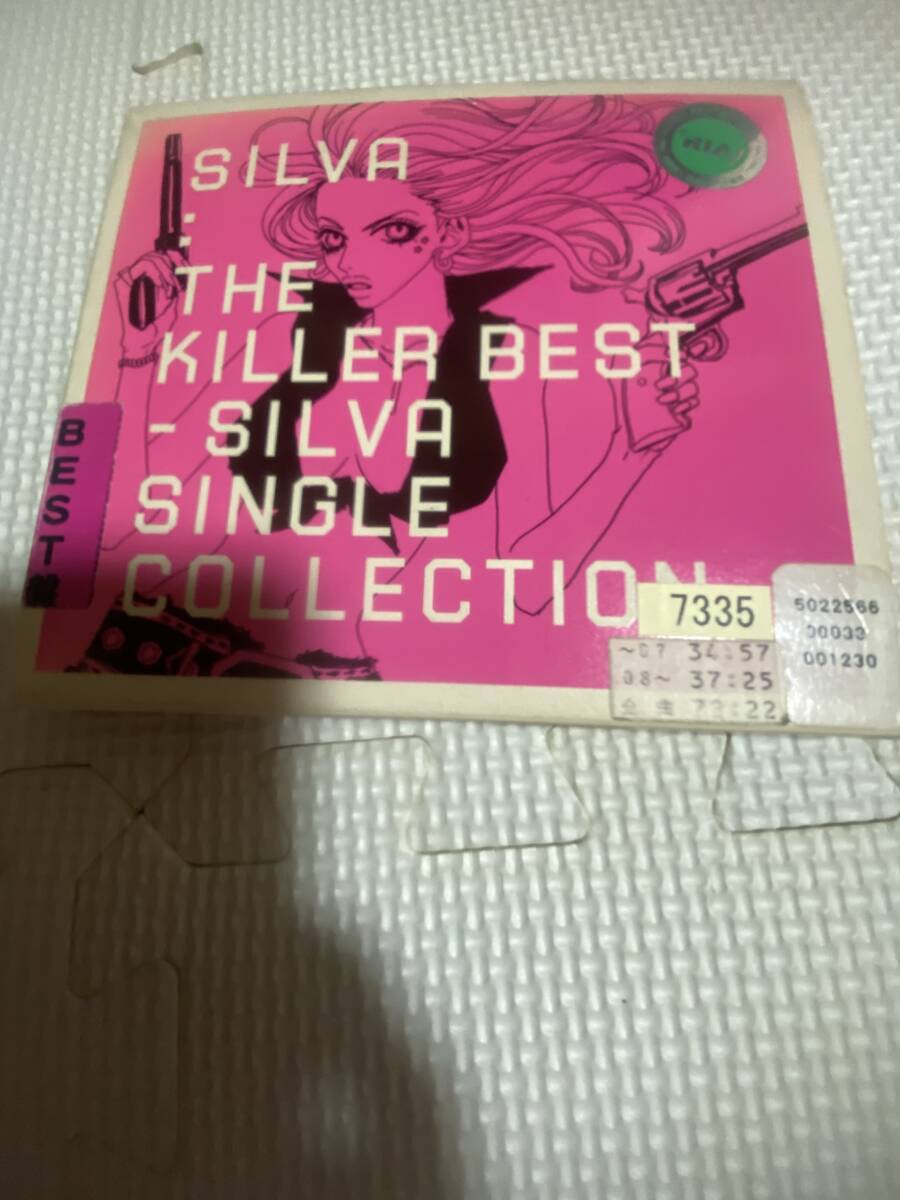 SILVA
:
THE
KILLER BEST
-SILVA
SINGLE
COLLECTION
BEST
7335
~07 34:57
08~ 37:25
5022566
00033
001230